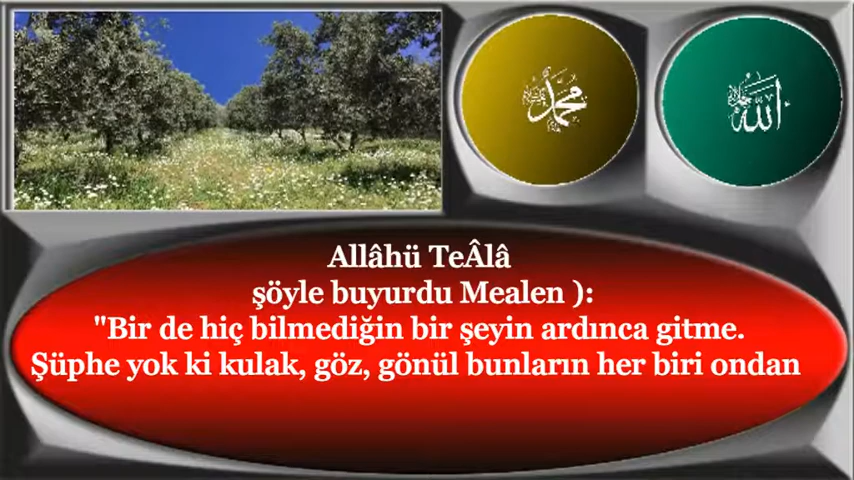 محمد
الله
Allâhü TeÂlâ
şöyle buyurdu Mealen ):
"Bir de hiç bilmediğin bir şeyin ardınca gitme.
Şüphe yok ki kulak, göz, gönül bunların her biri ondan